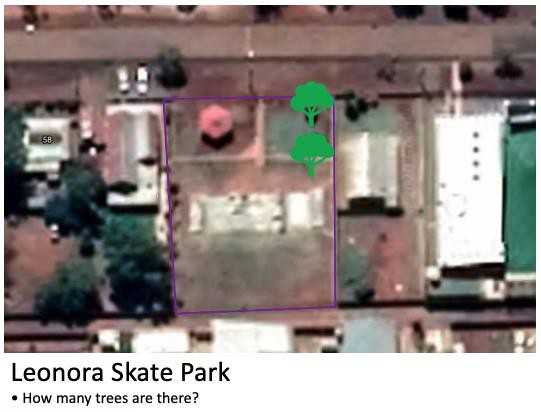 58
Leonora Skate Park
• How many trees are there?